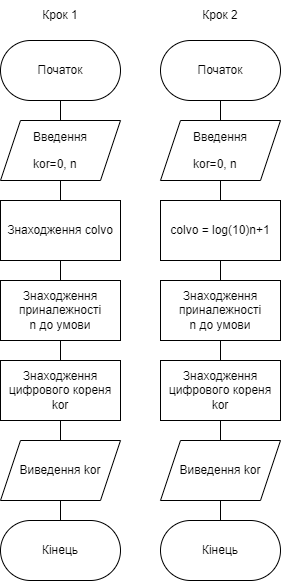 Крок 1
Початок
Введення
kor=0, n
Знаходження colvo
Знаходження
приналежності
n до умови
Знаходження
цифрового кореня
kor
Виведення kor
Кінець
Крок 2
Початок
Введення
kor=0, n
colvo = log(10)n+1
Знаходження
приналежності
n до умови
Знаходження
цифрового кореня
kor
Виведення kor
Кінець